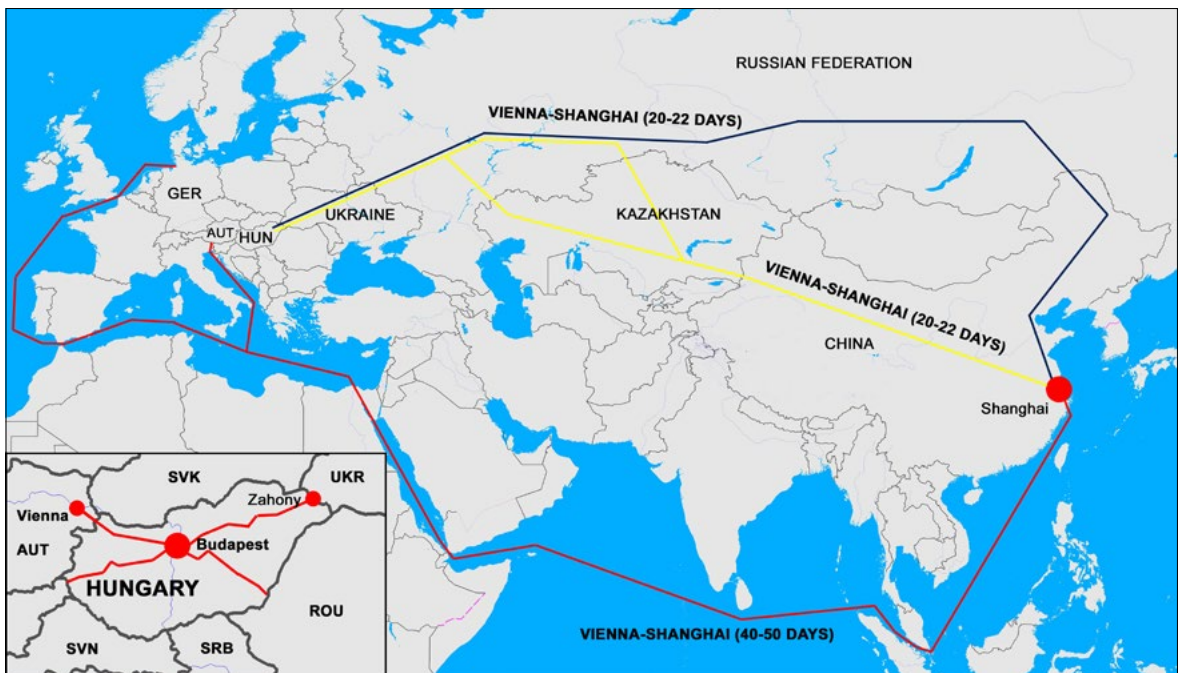 RUSSIAN FEDERATION
VIENNA-SHANGHAI (20-22 DAYS)
GER
UKRAINE
KAZAKHSTAN
AUT
HUN
VIENNA-SHANGHAI (20-22 DAYS)
CHINA
Shanghai
VIENNA-SHANGHAI (40-50 DAYS)
SVK
UKR
Zahony
Vienna
Budapest
AUT
HUNGARY
ROU
SVN
SRB